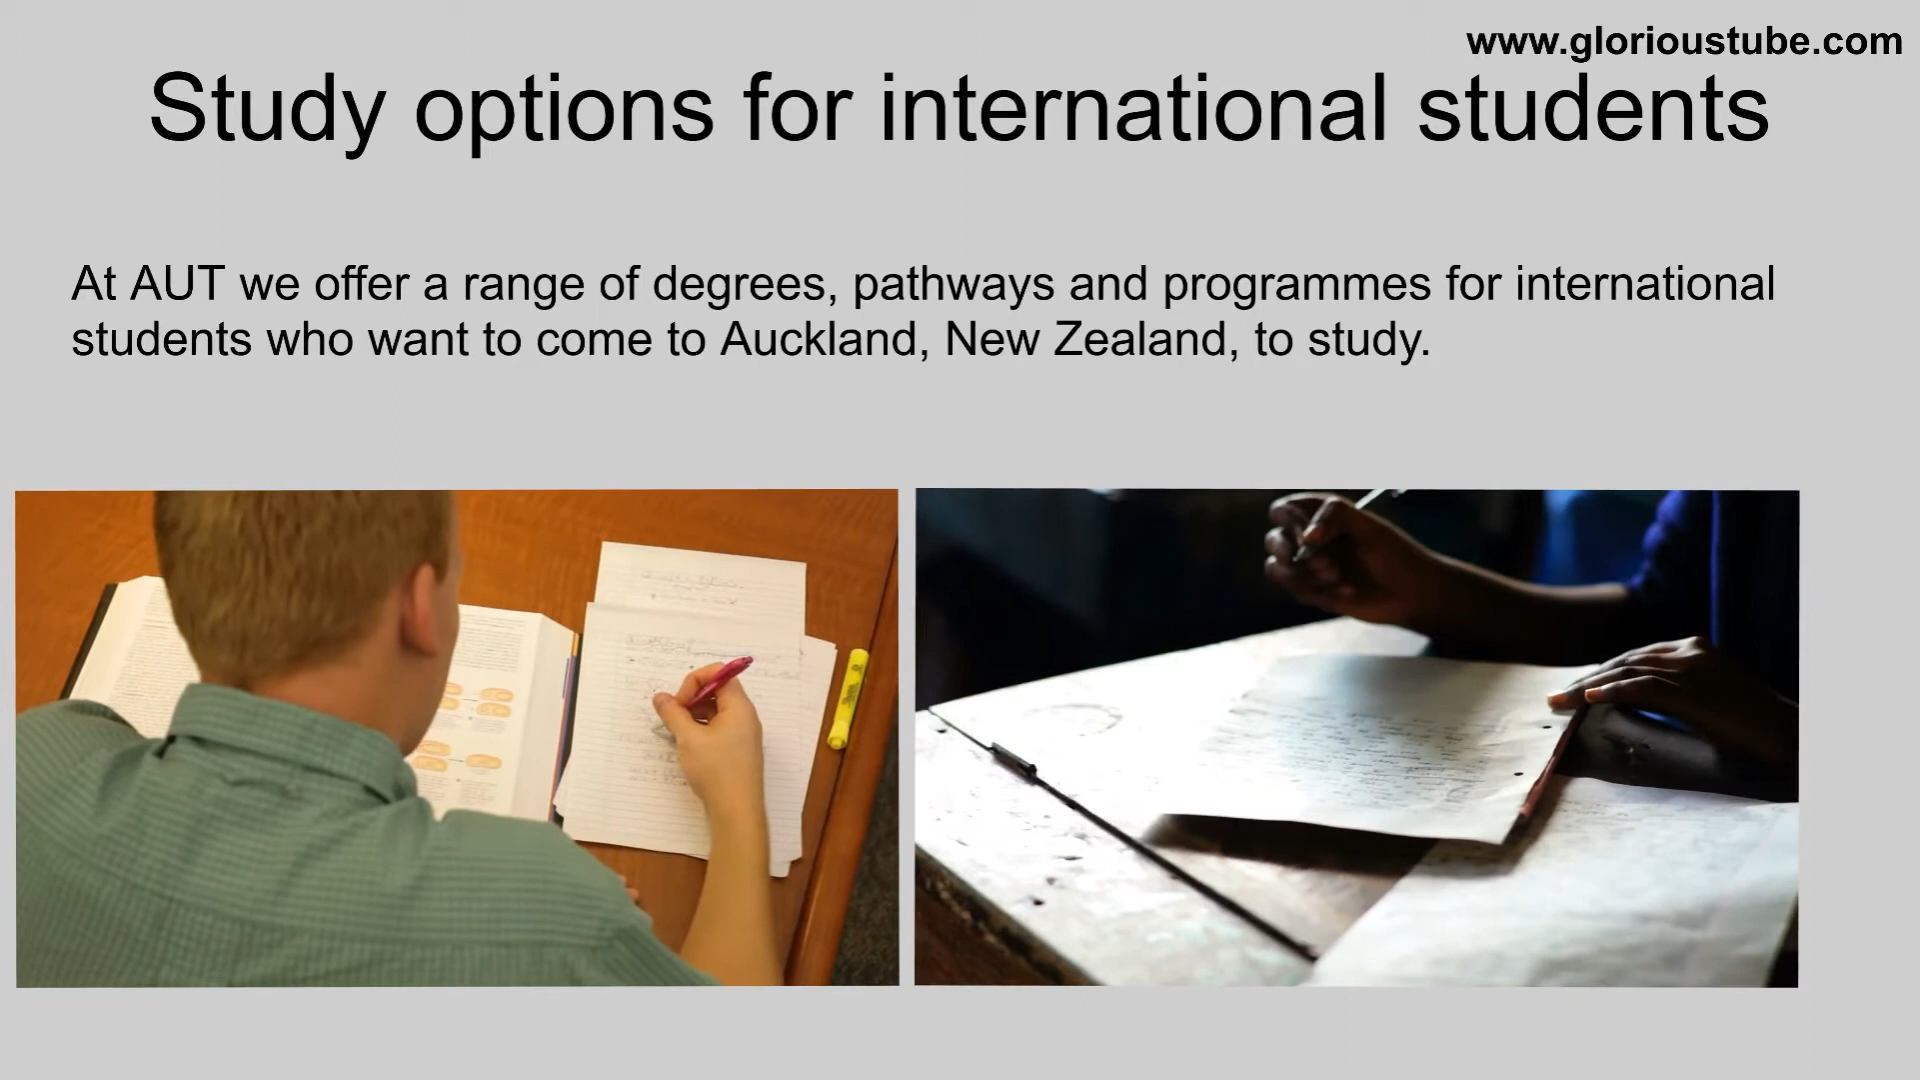 www.glorioustube.com
Study options for international students
At AUT we offer a range of degrees, pathways and programmes for international
students who want to come to Auckland, New Zealand, to study.